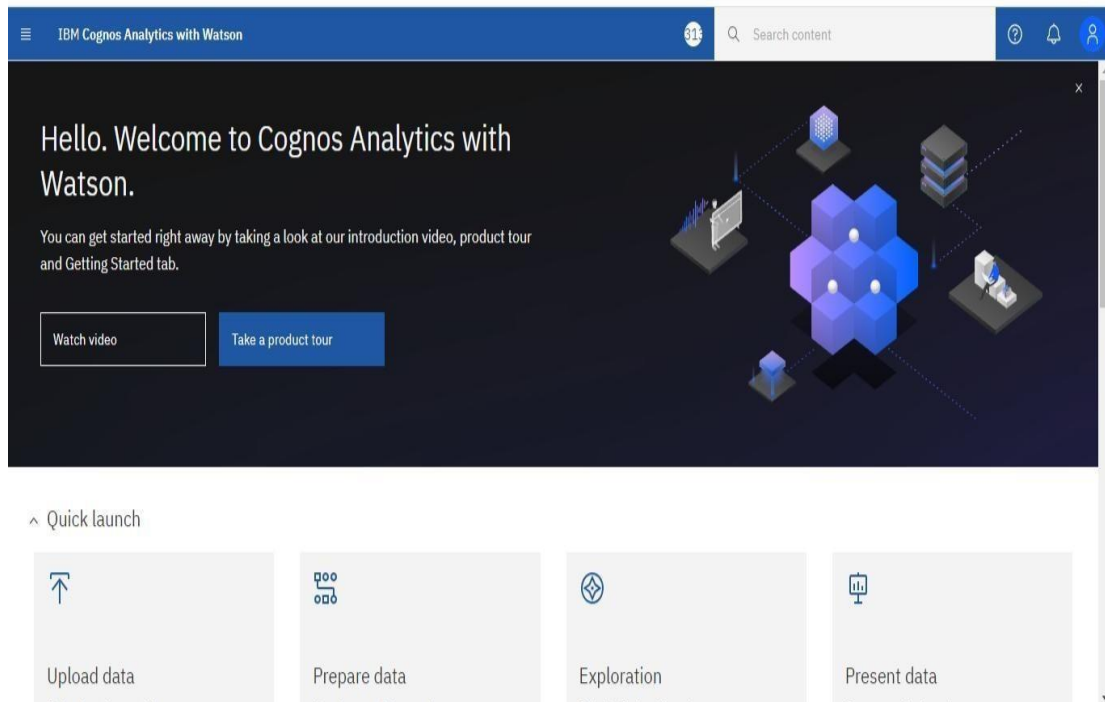 IBM Cognos Analytics with Watson
Search content
Hello. Welcome to Cognos Analytics with
Watson.
You can get started right away by taking a look at our introduction video, product tour
and Getting Started tab.
Watch video
Take a product tour
Quick launch
Upload data
Prepare data
Exploration
Present data